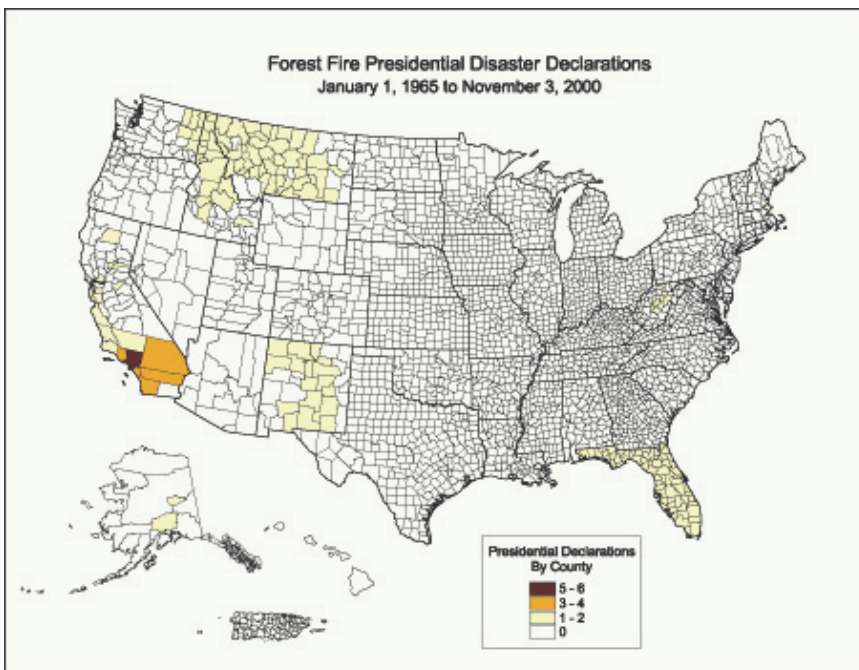 Forest Fire Presidential Disaster Declarations
January 1, 1965 to November 3, 2000
Presidential Declarations
By County
5 - 6
3 - 4
1 - 2
0